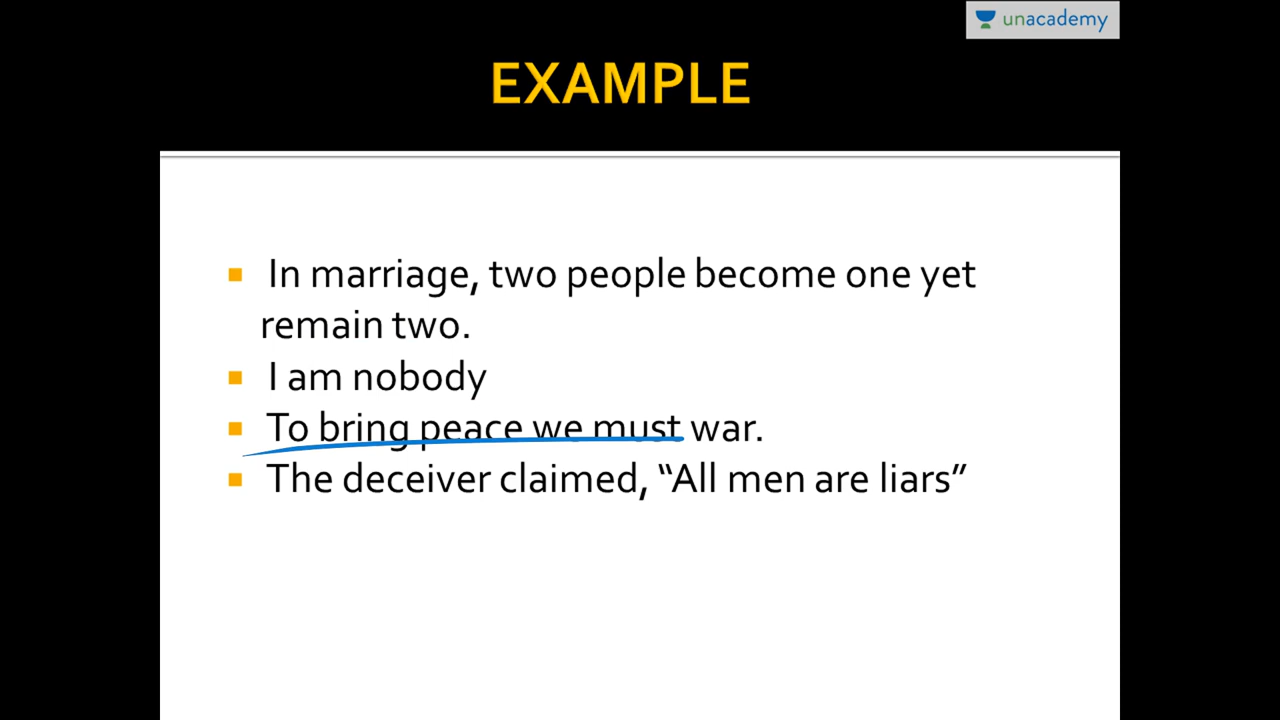 unacademy
EXAMPLE
In marriage, two people become one yet
remain two.
I am nobody
To bring peace we must war.
The deceiver claimed, “All men are liars”